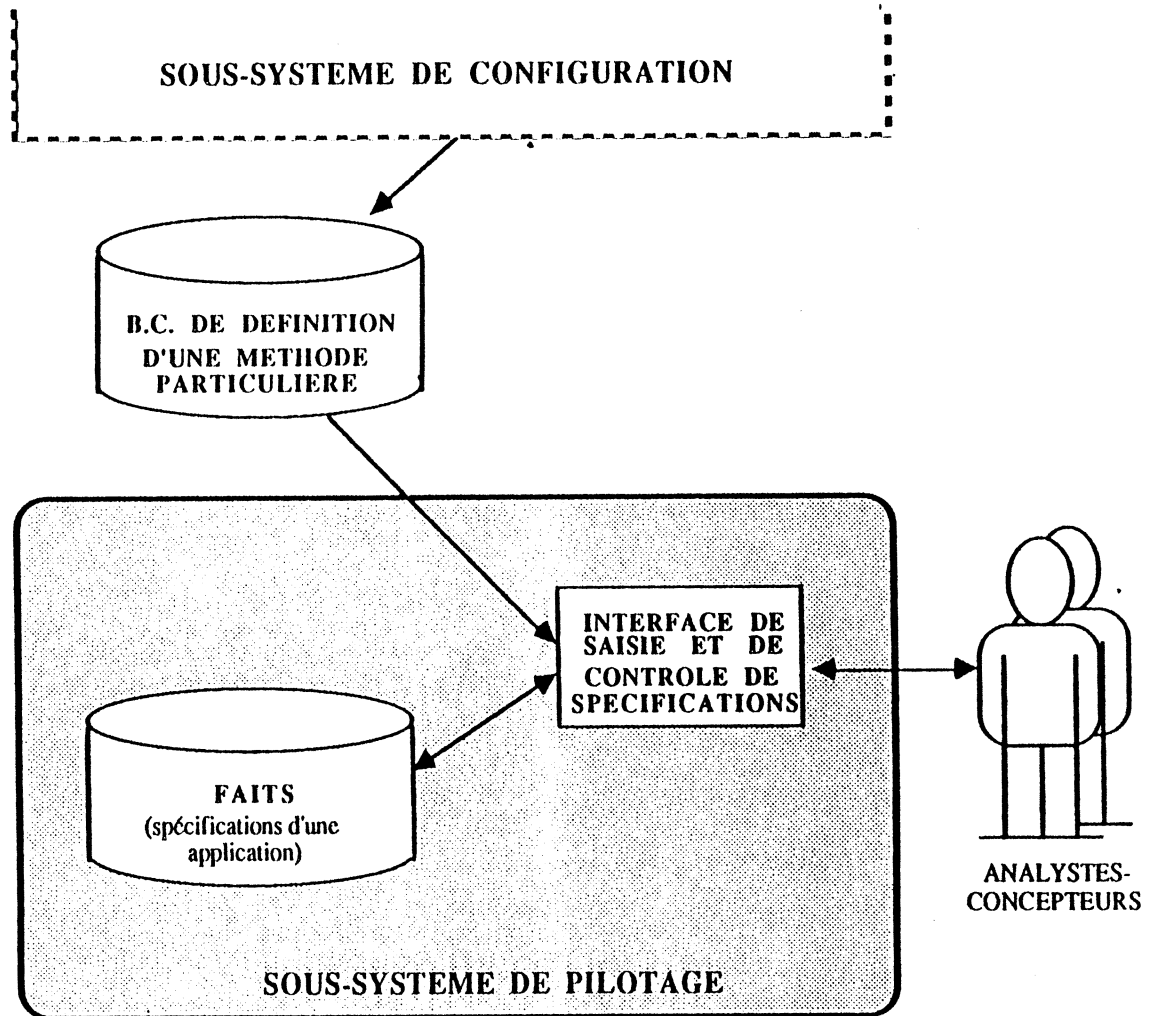 SOUS-SYSTEME DE CONFIGURATION
B.C. DE DEFINITION
D'UNE METHODE
PARTICULIERE
INTERFACE DE
SAISIE ET DE
CONTROLE DE
SPECIFICATIONS
FAITS
(spécifications d'une
application)
ANALYSTES-
CONCEPTEURS
SOUS-SYSTEME DE PILOTAGE